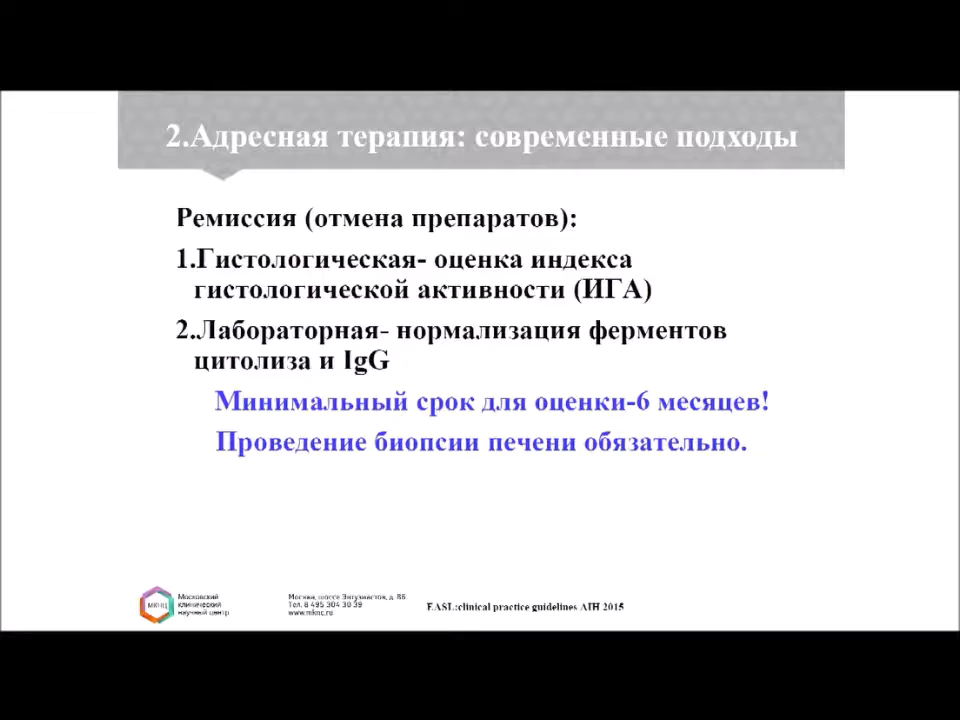 2.Адресная терапия: современные подходы
Ремиссия (отмена препаратов):
1.Гистологическая- оценка индекса
гистологической активности (ИГА)
2.Лабораторная- нормализация ферментов
цитолиза и IgG
Минимальный срок для оценки-6 месяцев!
Проведение биопсии печени обязательно.
МКНЦ
Московский
клинический
научный центр
Москва, шоссе Энтузиастов, д. 86
Тел. 8 495 304 30 39
www.mknc.ru
EASL:clinical practice guidelines AIH 2015